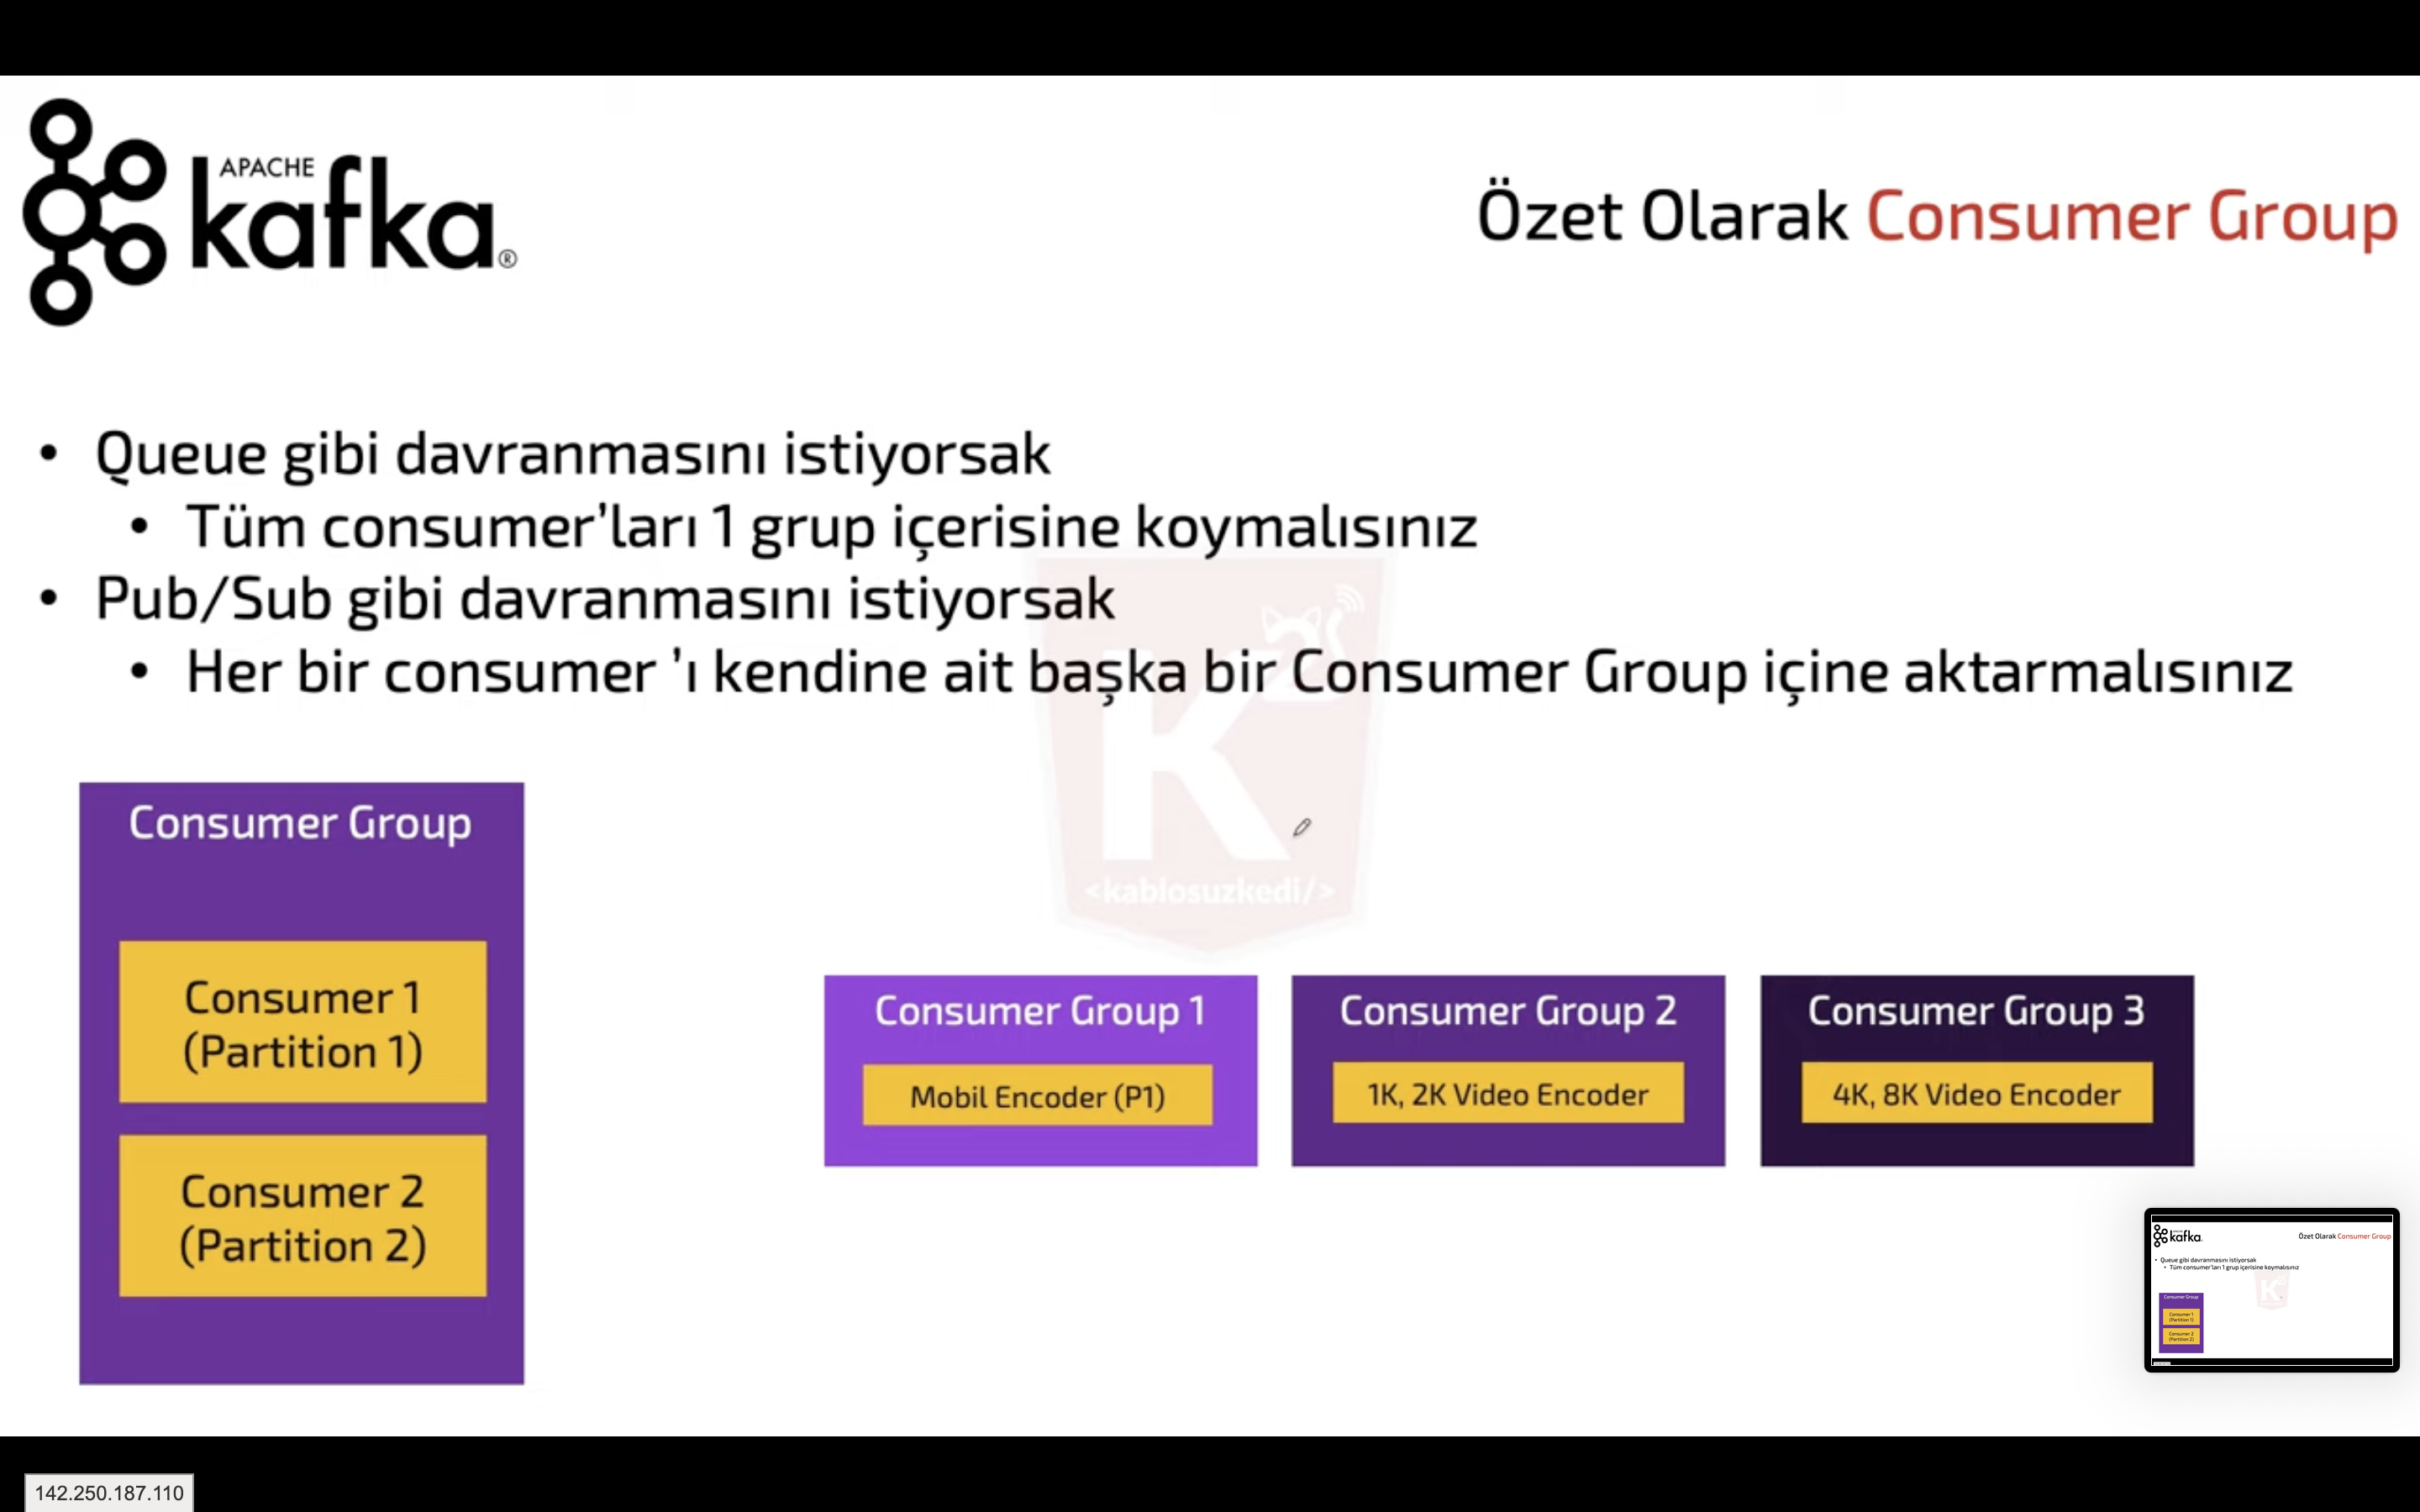 APACHE
kafka®
Özet Olarak Consumer Group
• Queue gibi davranmasını istiyorsak
• Tüm consumer’ları 1 grup içerisine koymalısınız
• Pub/Sub gibi davranmasını istiyorsak
• Her bir consumer ’ı kendine ait başka bir Consumer Group içine aktarmalısınız
K
<kablosuzkedi/>
Consumer Group
Consumer 1
(Partition 1)
Consumer 2
(Partition 2)
Consumer Group 1
Mobil Encoder (P1)
Consumer Group 2
1K, 2K Video Encoder
Consumer Group 3
4K, 8K Video Encoder
kafka
Özet Olarak Consumer Group
• Queue gibi davranmasını istiyorsak
• Tüm consumer'ları 1 grup içerisine koymalısınız
K
Consumer Group
Consumer 1
(Partition 1)
Consumer 2
(Partition 2)
142.250.187.110